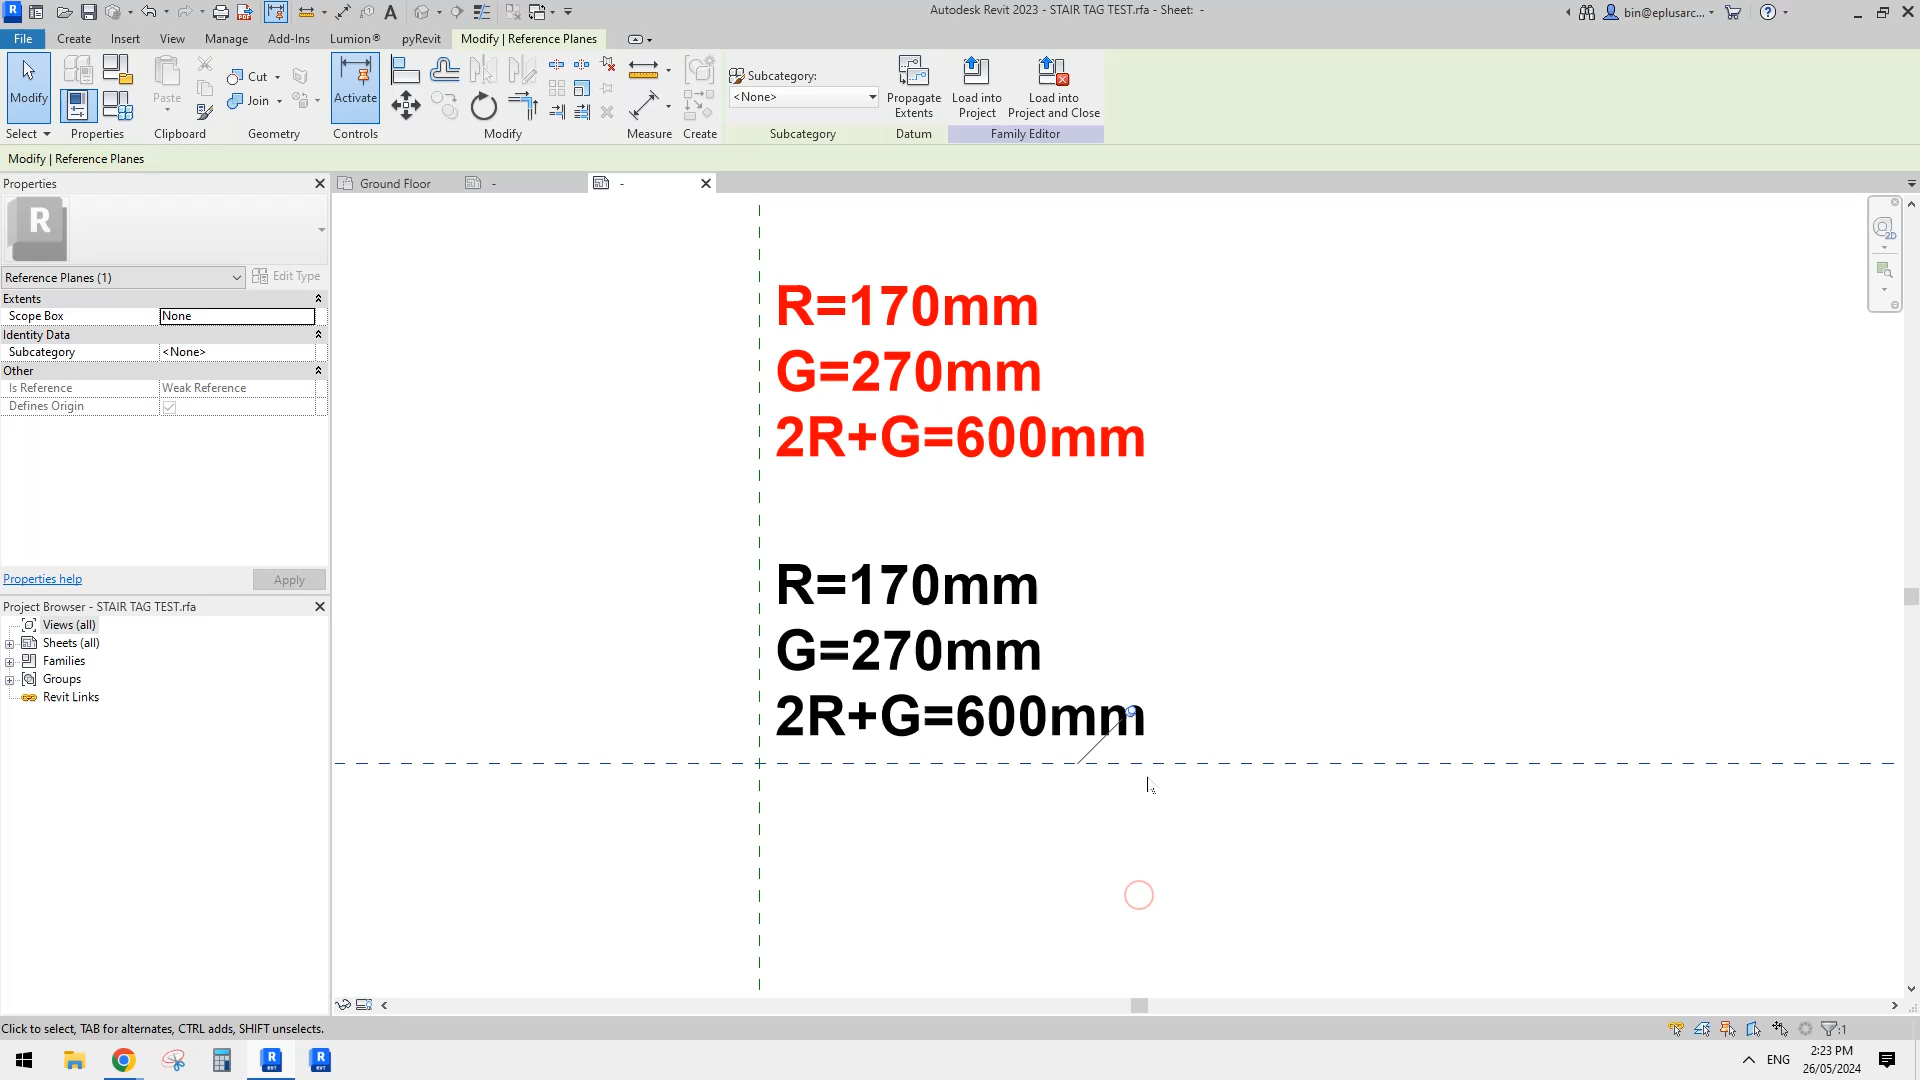 Autodesk Revit 2023 - STAIR TAG TEST.rfa - Sheet: -
bin@eplusarc...
File
Create
Insert
View
Manage
Add-Ins
Lumion®
pyRevit
Modify | Reference Planes
Modify
Select
Properties
Paste
Clipboard
Cut
Join
Geometry
Activate
Controls
Modify
Measure
Create
Subcategory:
<None>
Subcategory
Propagate
Extents
Datum
Load into
Project
Load into
Project and Close
Family Editor
Modify | Reference Planes
Properties
Ground Floor
-
-
R
Reference Planes (1)
Edit Type
Extents
Scope Box
None
Identity Data
Subcategory
<None>
Other
Is Reference
Weak Reference
Defines Origin
Properties help
Apply
Project Browser - STAIR TAG TEST.rfa
Views (all)
Sheets (all)
Families
Groups
Revit Links
R=170mm
G=270mm
2R+G=600mm
R=170mm
G=270mm
2R+G=600mm
2D
Click to select, TAB for alternates, CTRL adds, SHIFT unselects.
:1
ENG
2:23 PM
26/05/2024